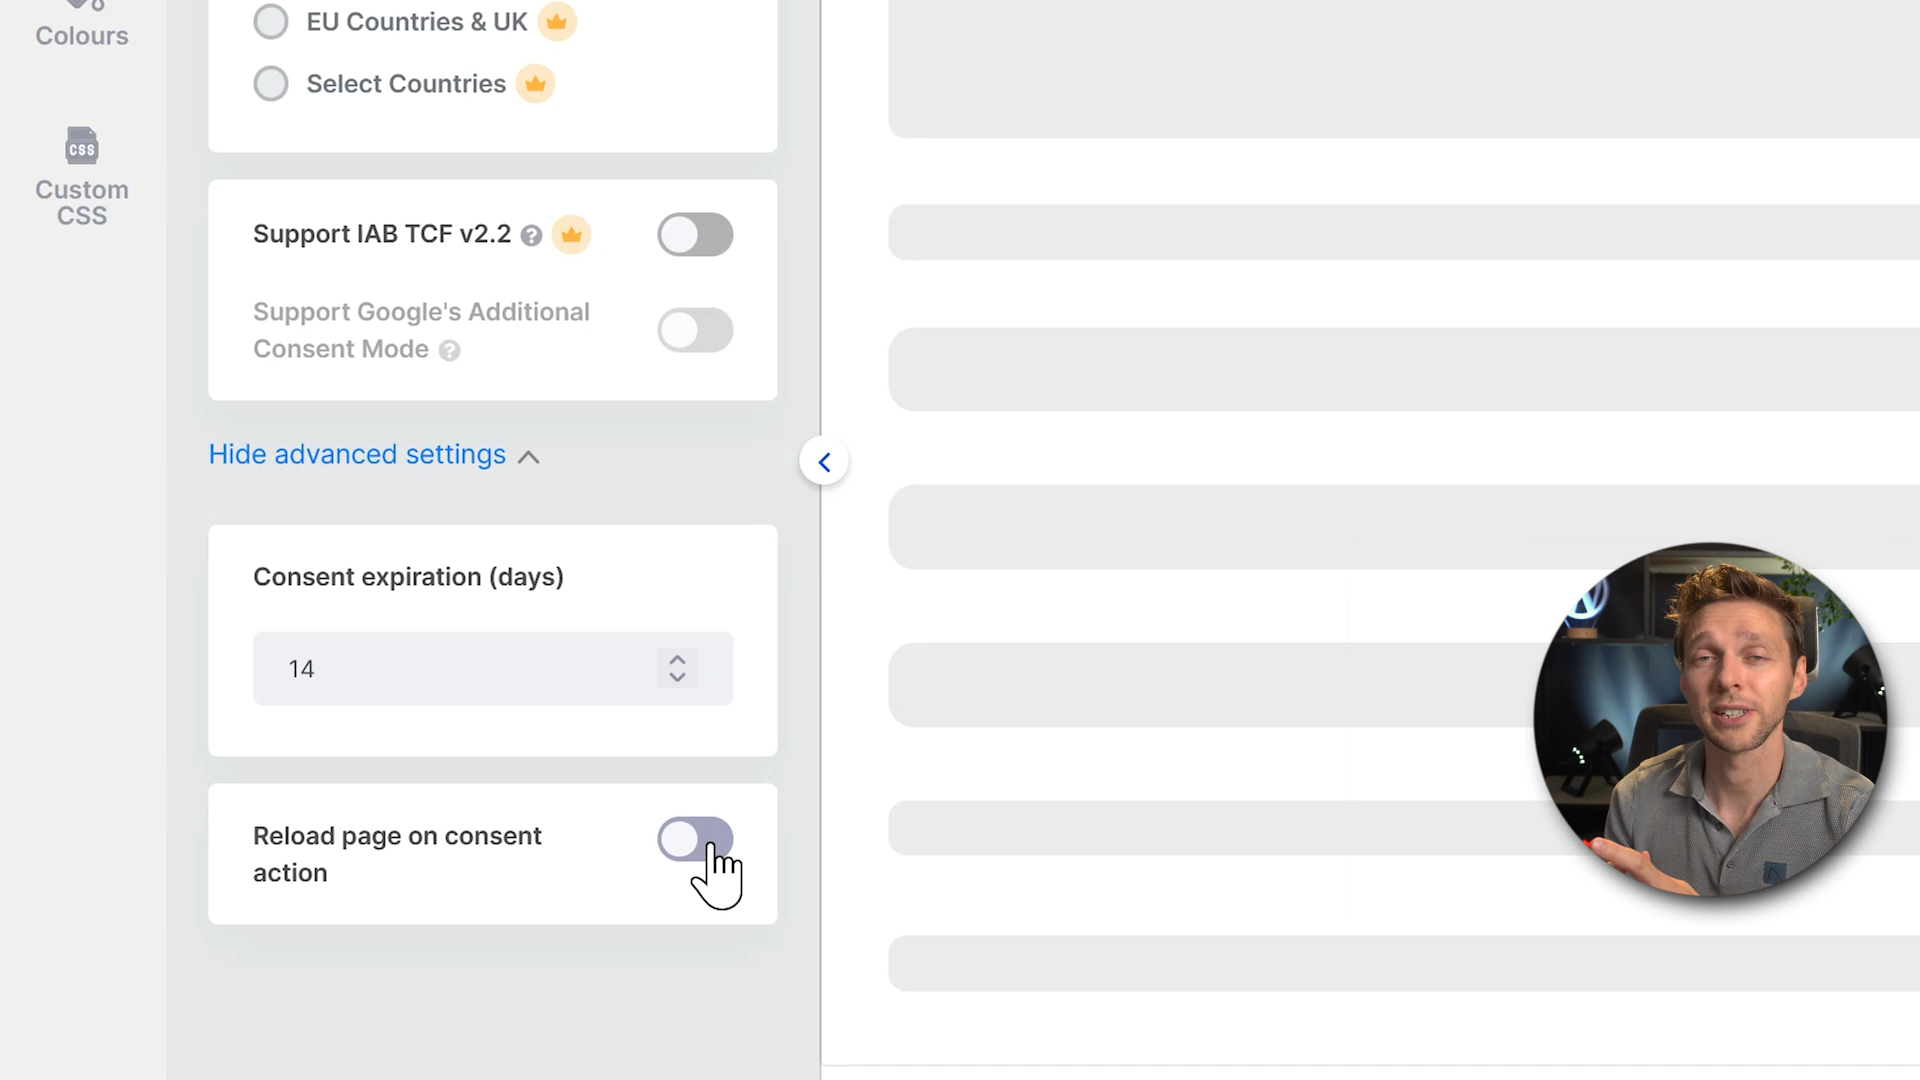 Colours
EU Countries & UK
Select Countries
CSS
Custom
CSS
Support IAB TCF v2.2 ?
Support Google's Additional
Consent Mode ?
Hide advanced settings
Consent expiration (days)
14
Reload page on consent
action